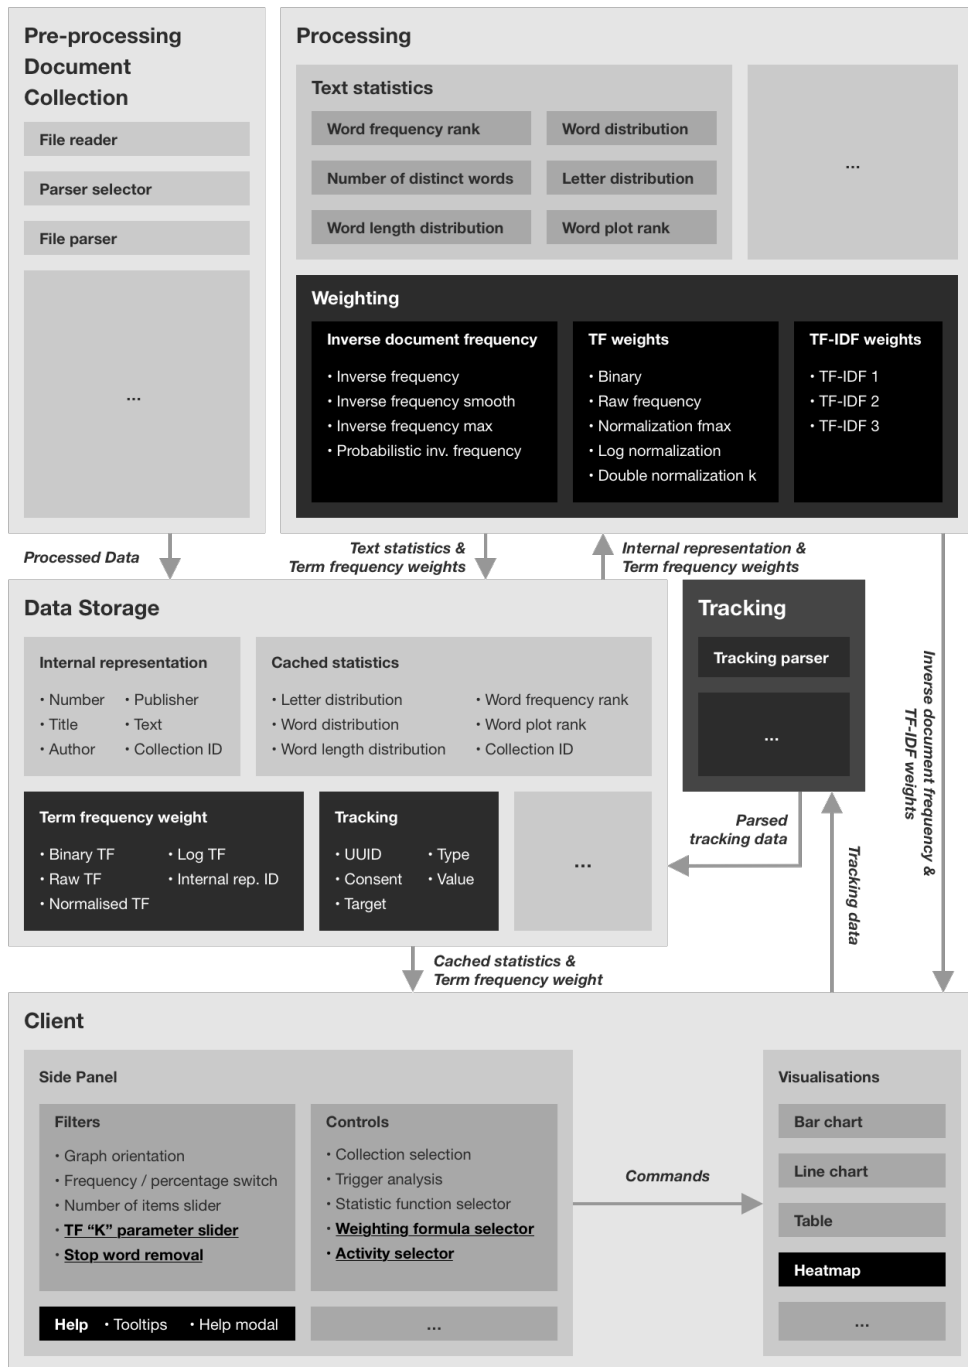 Pre-processing
Document
Collection
File reader
Parser selector
File parser
...
Processing
Text statistics
Word frequency rank
Word distribution
Number of distinct words
Letter distribution
Word length distribution
Word plot rank
...
Weighting
Inverse document frequency
• Inverse frequency
• Inverse frequency smooth
• Inverse frequency max
• Probabilistic inv. frequency
TF weights
• Binary
• Raw frequency
• Normalization fmax
• Log normalization
• Double normalization k
TF-IDF weights
• TF-IDF 1
• TF-IDF 2
• TF-IDF 3
Processed Data
Text statistics &
Term frequency weights
Internal representation &
Term frequency weights
Inverse document frequency &
TF-IDF weights
Data Storage
Internal representation
• Number
• Title
• Author
• Publisher
• Text
• Collection ID
Cached statistics
• Letter distribution
• Word distribution
• Word length distribution
• Word frequency rank
• Word plot rank
• Collection ID
Term frequency weight
• Binary TF
• Raw TF
• Normalised TF
• Log TF
• Internal rep. ID
Tracking
• UUID
• Consent
• Target
• Type
• Value
...
Tracking
Tracking parser
...
Parsed
tracking data
Tracking data
Cached statistics &
Term frequency weight
Client
Side Panel
Filters
• Graph orientation
• Frequency / percentage switch
• Number of items slider
• TF “K” parameter slider
• Stop word removal
Controls
• Collection selection
• Trigger analysis
• Statistic function selector
• Weighting formula selector
• Activity selector
Help • Tooltips • Help modal
...
Commands
Visualisations
Bar chart
Line chart
Table
Heatmap
...